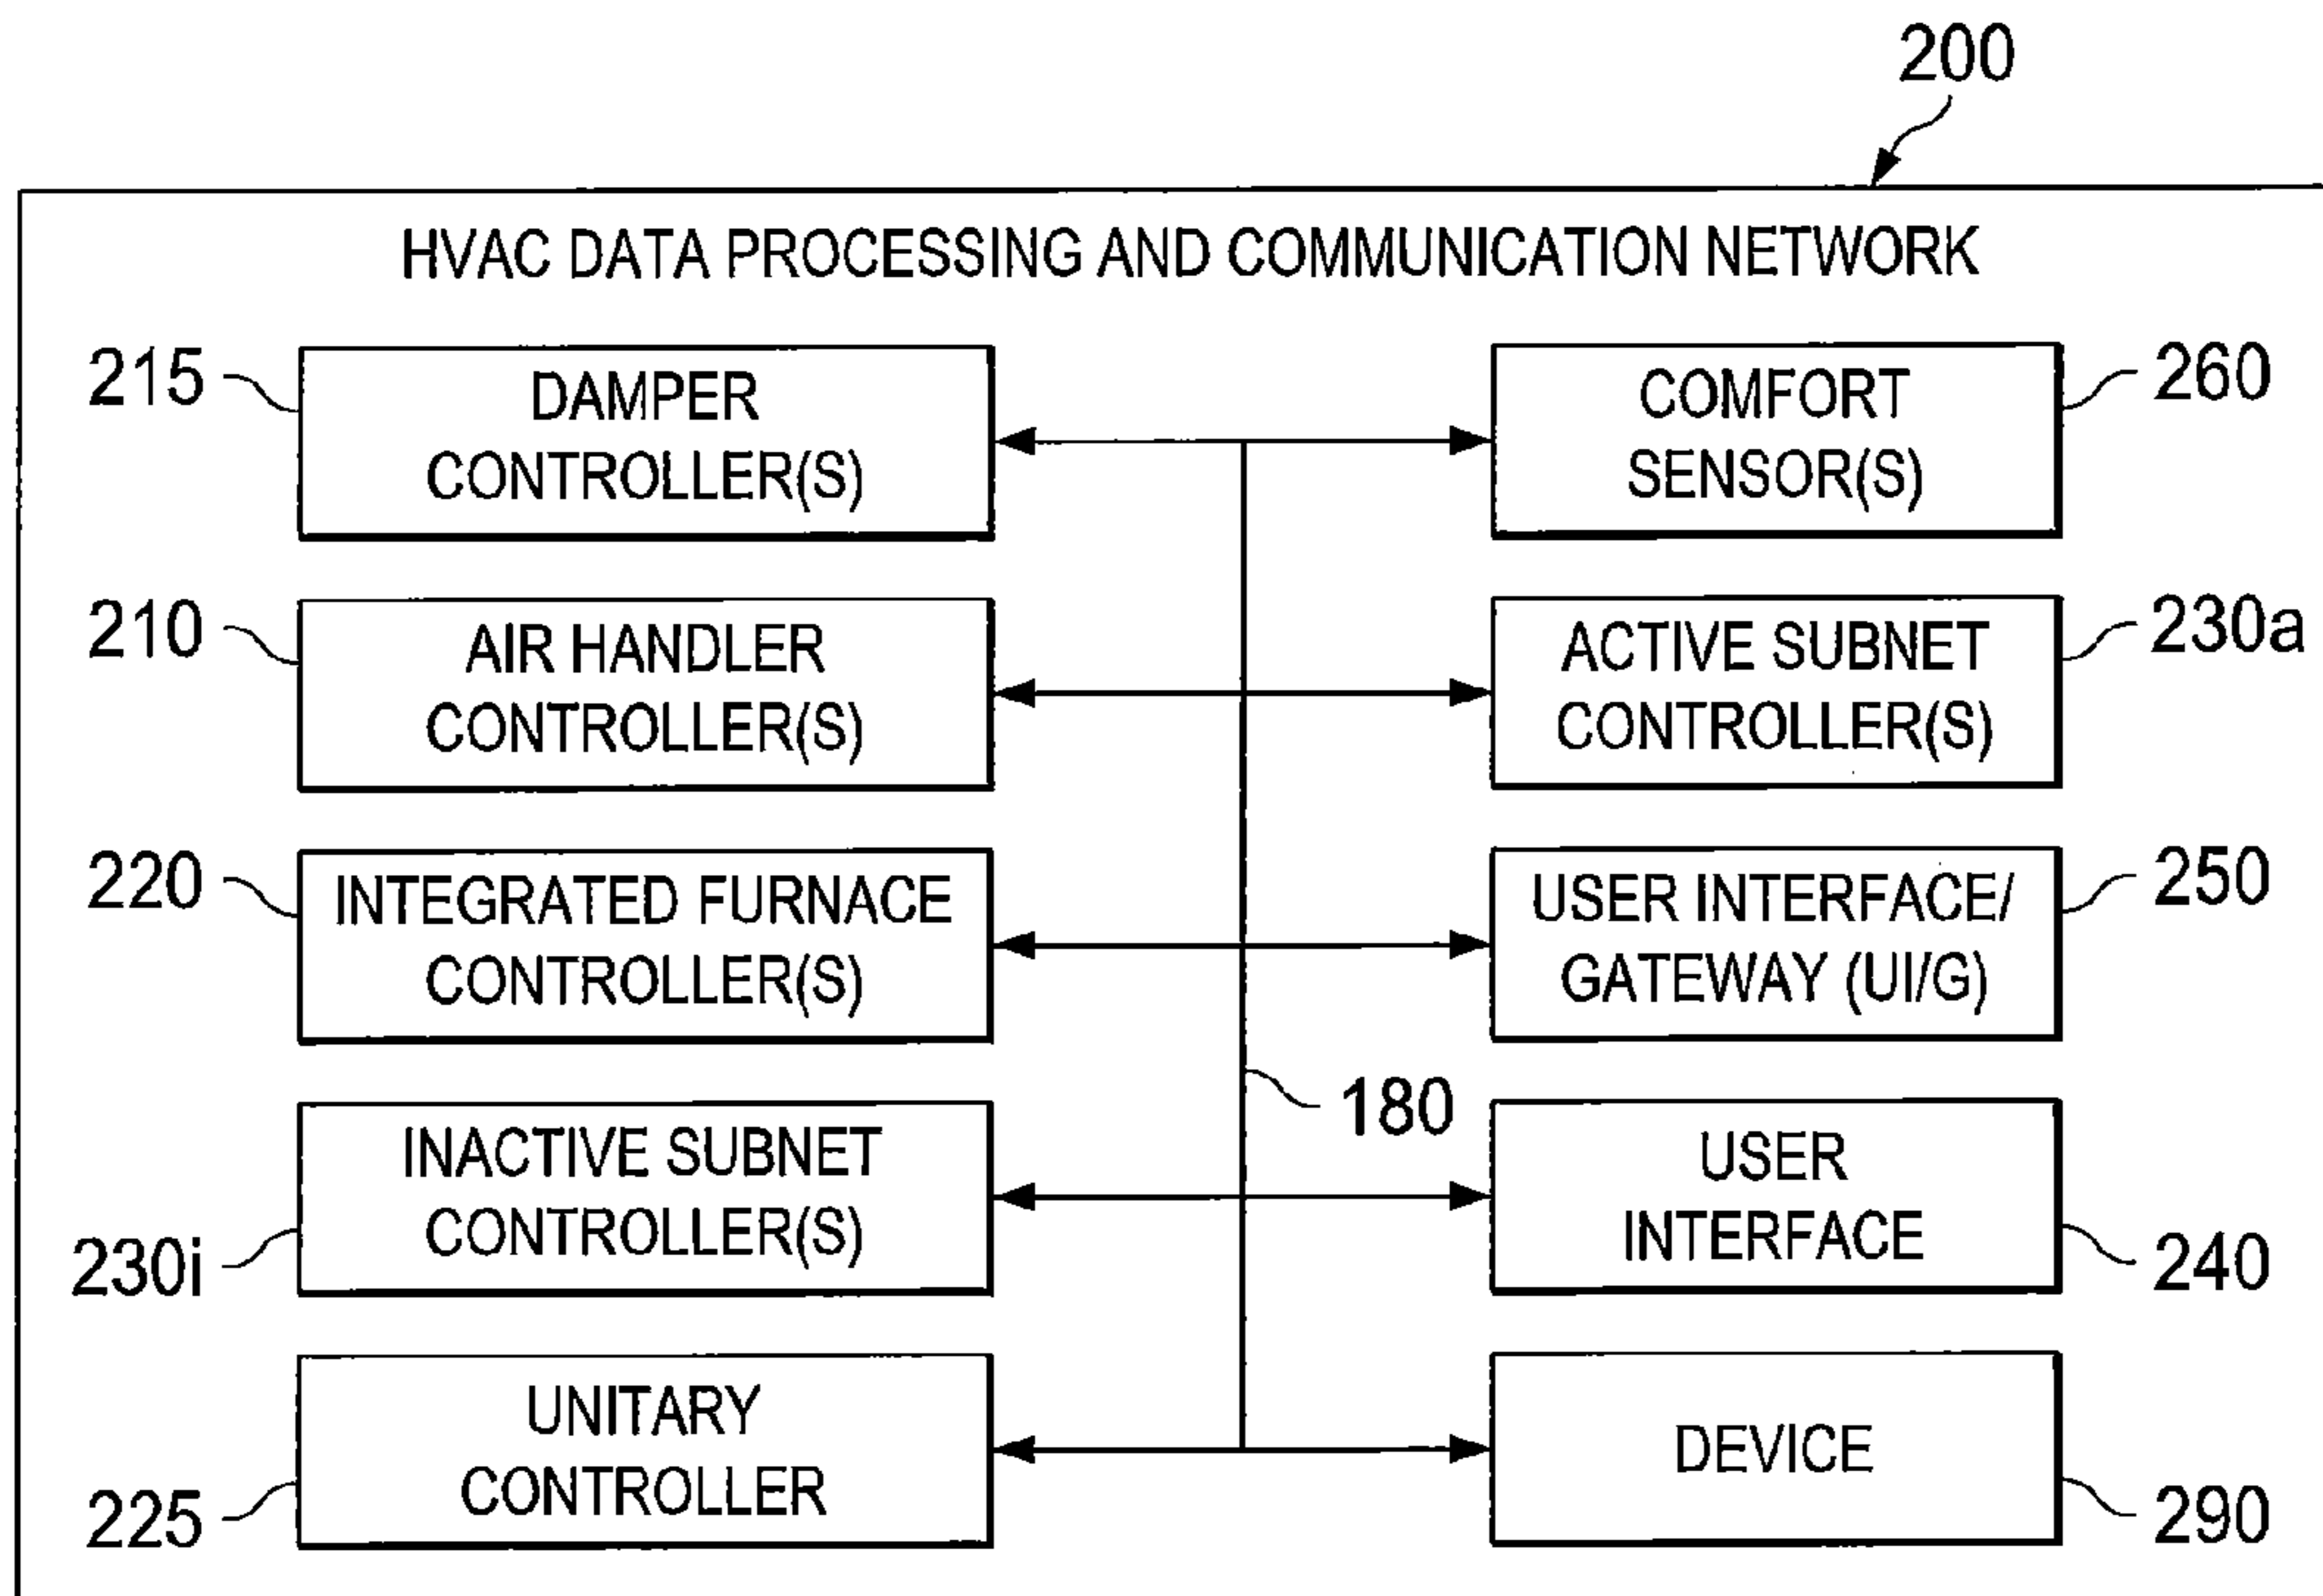 200
HVAC DATA PROCESSING AND COMMUNICATION NETWORK
215
DAMPER
CONTROLLER(S)
COMFORT
SENSOR(S)
260
210
AIR HANDLER
CONTROLLER(S)
ACTIVE SUBNET
CONTROLLER(S)
230a
220
INTEGRATED FURNACE
CONTROLLER(S)
USER INTERFACE/
GATEWAY (UI/G)
250
180
230i
INACTIVE SUBNET
CONTROLLER(S)
USER
INTERFACE
240
225
UNITARY
CONTROLLER
DEVICE
290